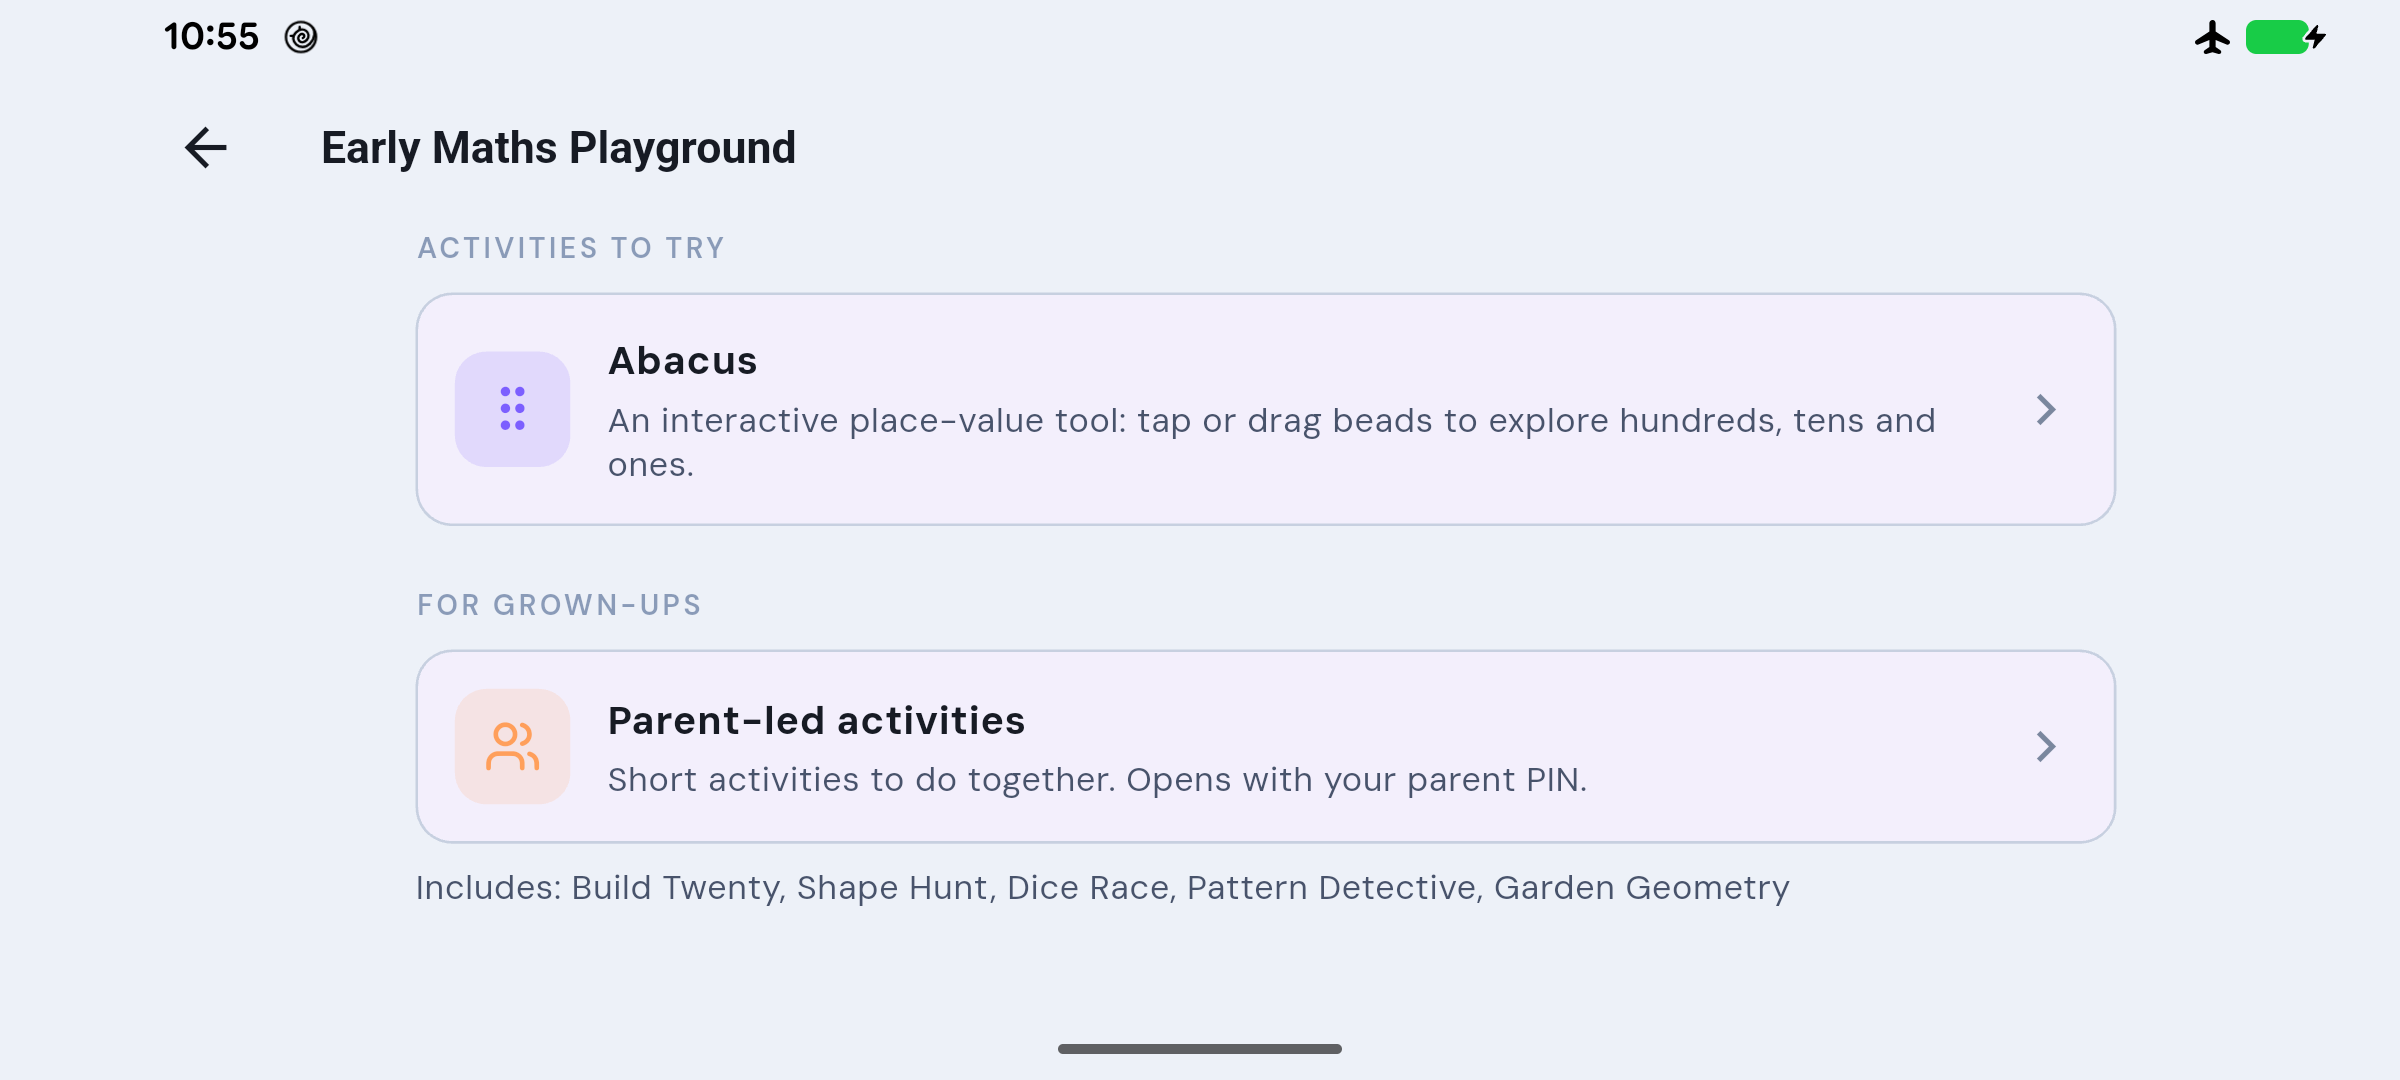 10:55
Early Maths Playground
ACTIVITIES TO TRY
Abacus
An interactive place-value tool: tap or drag beads to explore hundreds, tens and
ones.
FOR GROWN-UPS
Parent-led activities
Short activities to do together. Opens with your parent PIN.
Includes: Build Twenty, Shape Hunt, Dice Race, Pattern Detective, Garden Geometry